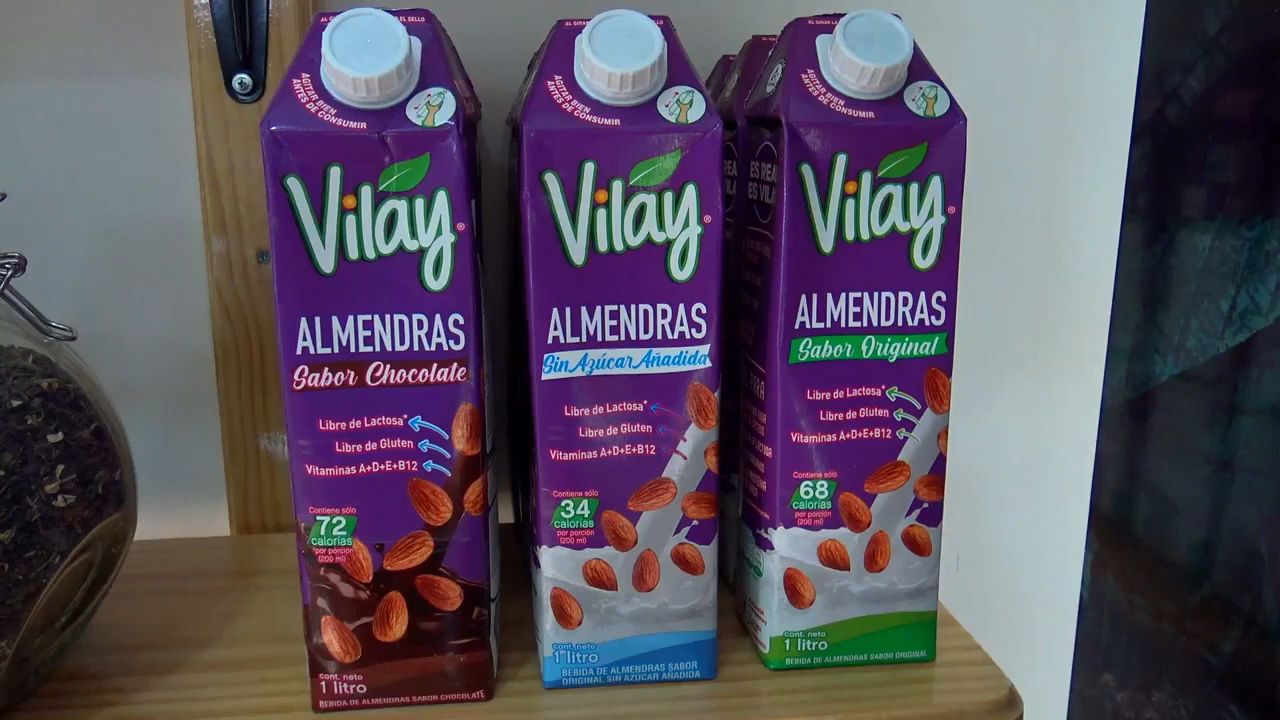 AGITAR BIEN
ANTES DE CONSUMIR
Vilay®
ALMENDRAS
Sabor Chocolate
Libre de Lactosa*
Libre de Gluten
Vitaminas A+D+E+B12
Contiene sólo
72
calorías
por porción
(200 ml)
cont. neto
1 litro
BEBIDA DE ALMENDRAS SABOR CHOCOLATE
AGITAR BIEN
ANTES DE CONSUMIR
Vilay®
ALMENDRAS
Sin Azúcar Añadida
Libre de Lactosa*
Libre de Gluten
Vitaminas A+D+E+B12
Contiene sólo
34
calorías
por porción
(200 ml)
cont. neto
1 litro
BEBIDA DE ALMENDRAS SABOR
ORIGINAL SIN AZÚCAR AÑADIDA
AGITAR BIEN
ANTES DE CONSUMIR
Vilay®
ALMENDRAS
Sabor Original
Libre de Lactosa*
Libre de Gluten
Vitaminas A+D+E+B12
Contiene sólo
68
calorías
por porción
(200 ml)
cont. neto
1 litro
BEBIDA DE ALMENDRAS SABOR ORIGINAL